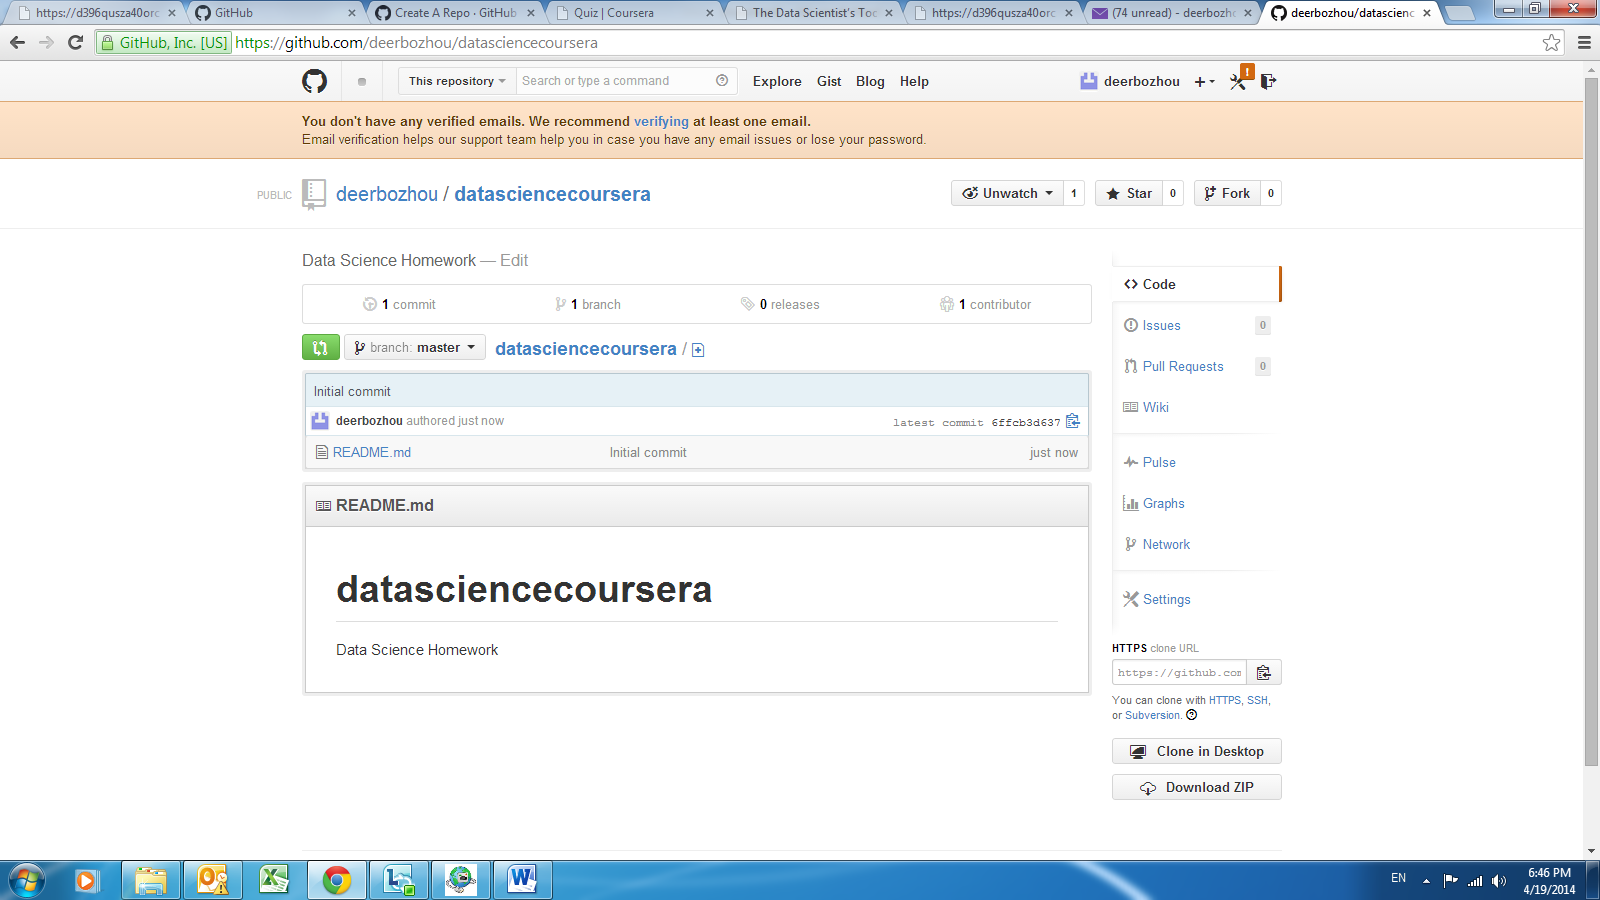 https://d396qusza40orc
GitHub
Create A Repo · GitHub
Quiz | Coursera
The Data Scientist's Too
https://d396qusza40orc
(74 unread) - deerbozho
deerbozhou/datascienc
GitHub, Inc. [US] https://github.com/deerbozhou/datasciencecoursera
This repository
Search or type a command
Explore
Gist
Blog
Help
deerbozhou
You don't have any verified emails. We recommend verifying at least one email.
Email verification helps our support team help you in case you have any email issues or lose your password.
PUBLIC
deerbozhou / datasciencecoursera
Unwatch 1
Star 0
Fork 0
Data Science Homework — Edit
1 commit
1 branch
0 releases
1 contributor
branch: master
datasciencecoursera /
Initial commit
deerbozhou authored just now
latest commit 6ffcb3d637
README.md
Initial commit
just now
README.md
datasciencecoursera
Data Science Homework
Code
Issues 0
Pull Requests 0
Wiki
Pulse
Graphs
Network
Settings
HTTPS clone URL
https://github.com
You can clone with HTTPS, SSH,
or Subversion.
Clone in Desktop
Download ZIP
EN
6:46 PM
4/19/2014